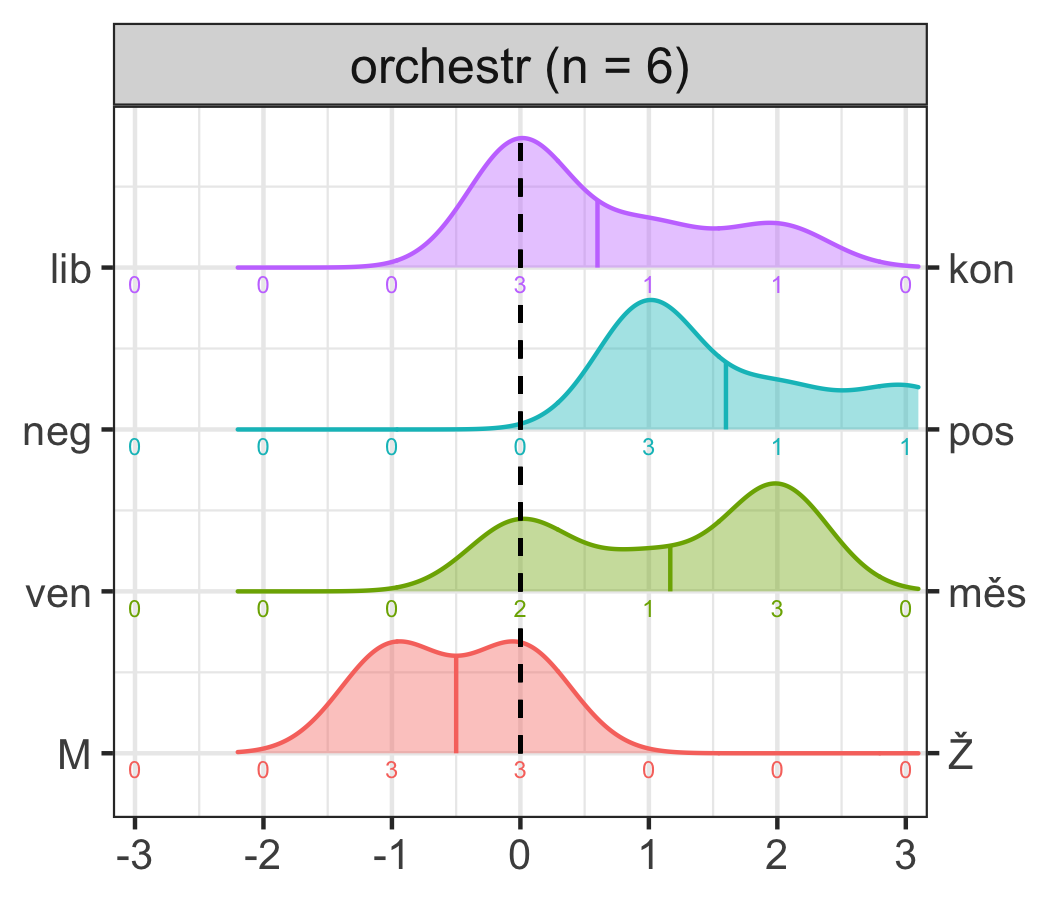 orchestr (n = 6)
lib kon
0 0 0 3 1 1 0
neg pos
0 0 0 0 3 1 1
ven měs
0 0 0 2 1 3 0
M Ž
0 0 3 3 0 0 0
-3 -2 -1 0 1 2 3